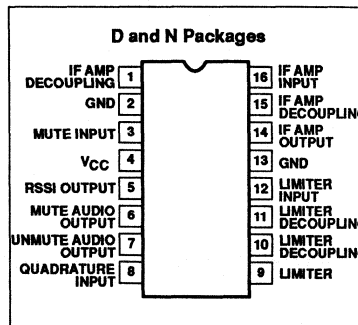 D and N Packages
IF AMP
DECOUPLING 1
GND 2
MUTE INPUT 3
VCC 4
RSSI OUTPUT 5
MUTE AUDIO
OUTPUT 6
UNMUTE AUDIO
OUTPUT 7
QUADRATURE
INPUT 8
16 IF AMP
INPUT
15 IF AMP
DECOUPLING
14 IF AMP
OUTPUT
13 GND
12 LIMITER
INPUT
11 LIMITER
DECOUPLING
10 LIMITER
DECOUPLING
9 LIMITER